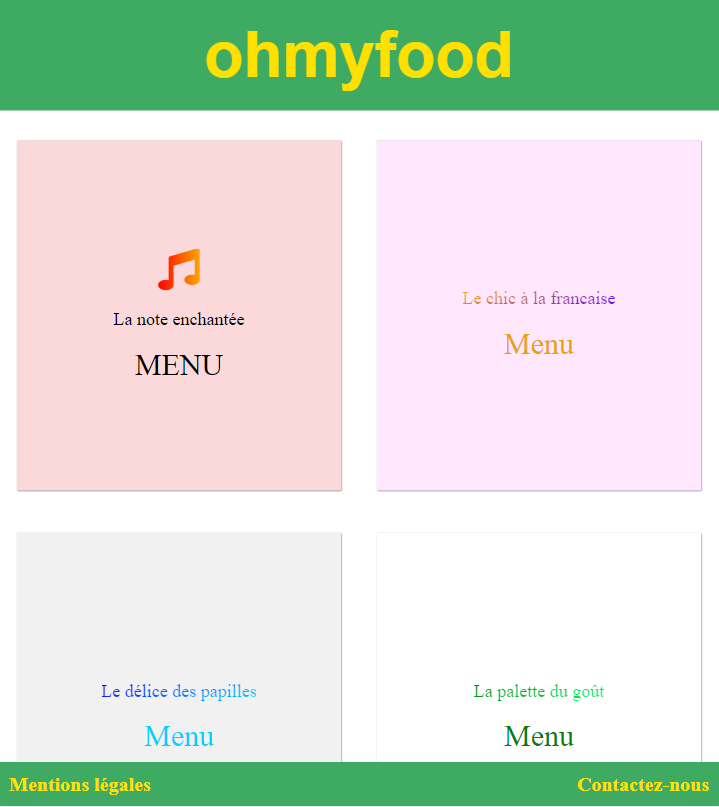 ohmyfood
La note enchantée
MENU
Le chic à la francaise
Menu
Le délice des papilles
Menu
La palette du goût
Menu
Mentions légales
Contactez-nous